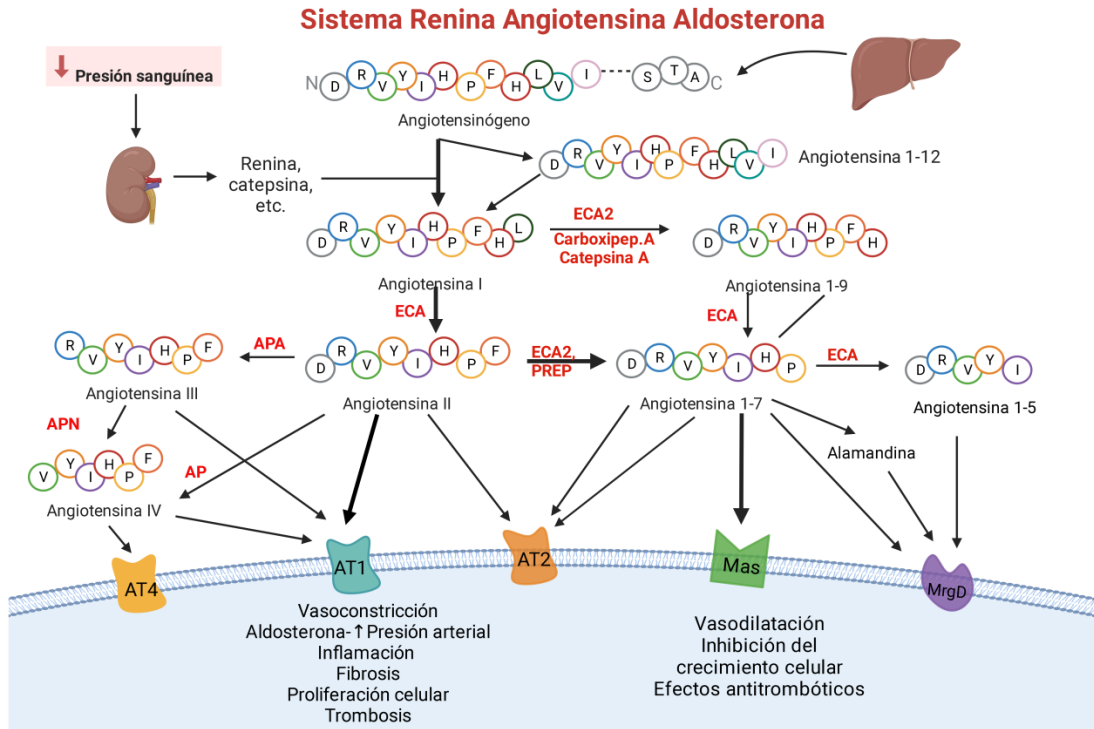 Sistema Renina Angiotensina Aldosterona
Presión sanguínea
N D R V Y I H P F H L V I S T A C
Angiotensinógeno
Renina,
catepsina,
etc.
D R V Y I H P F H L V I
Angiotensina 1-12
D R V Y I H P F H L
Angiotensina I
ECA2
Carboxipep.A
Catepsina A
D R V Y I H P F H
Angiotensina 1-9
ECA
ECA
R V Y I H P F
Angiotensina III
APA
D R V Y I H P F
Angiotensina II
ECA2,
PREP
D R V Y I H P
Angiotensina 1-7
ECA
D R V Y I
Angiotensina 1-5
APN
V Y I H P F
Angiotensina IV
AP
Alamandina
AT4
AT1
AT2
Mas
MrgD
Vasoconstricción
Aldosterona-↑Presión arterial
Inflamación
Fibrosis
Proliferación celular
Trombosis
Vasodilatación
Inhibición del
crecimiento celular
Efectos antitrombóticos